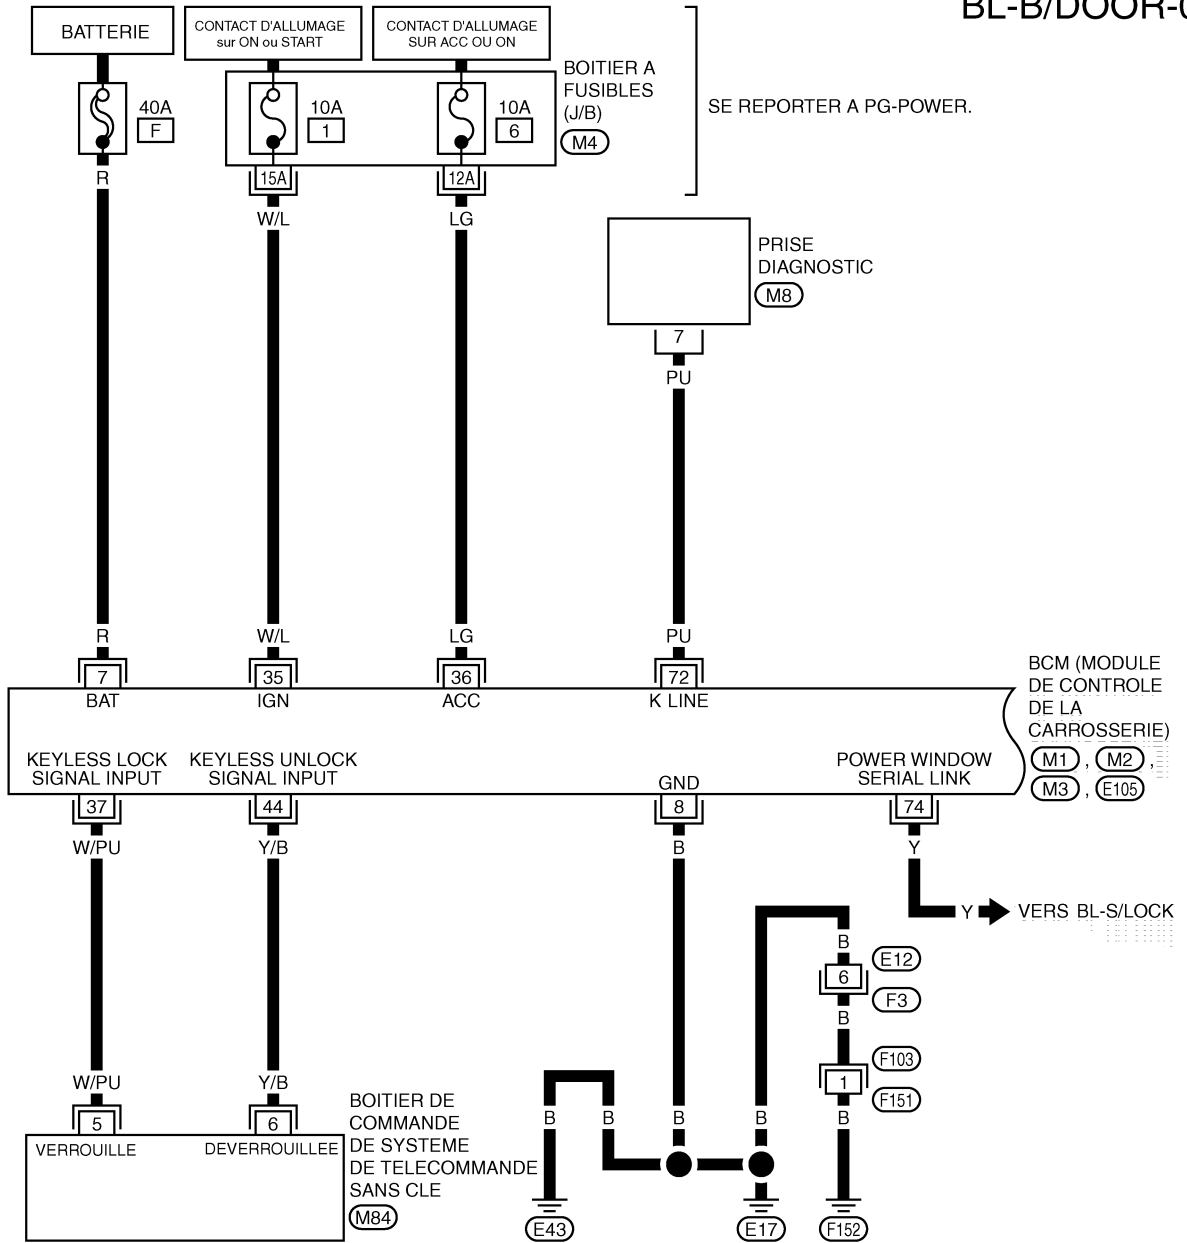 BL-B/DOOR-
BATTERIE
CONTACT D'ALLUMAGE
sur ON ou START
CONTACT D'ALLUMAGE
SUR ACC OU ON
40A
F
10A
1
10A
6
BOITIER A
FUSIBLES
(J/B)
M4
SE REPORTER A PG-POWER.
15A
12A
R
W/L
LG
PRISE
DIAGNOSTIC
M8
7
PU
R
W/L
LG
PU
7
35
36
72
BAT
IGN
ACC
K LINE
BCM (MODULE
DE CONTROLE
DE LA
CARROSSERIE)
M1 , M2 ,
M3 , E105
KEYLESS LOCK
SIGNAL INPUT
KEYLESS UNLOCK
SIGNAL INPUT
GND
POWER WINDOW
SERIAL LINK
37
44
8
74
W/PU
Y/B
B
Y
Y
VERS BL-S/LOCK
B
E12
6
F3
B
F103
1
F151
W/PU
Y/B
B
B
B
B
B
5
6
VERROUILLE
DEVERROUILLEE
BOITIER DE
COMMANDE
DE SYSTEME
DE TELECOMMANDE
SANS CLE
M84
E43
E17
F152